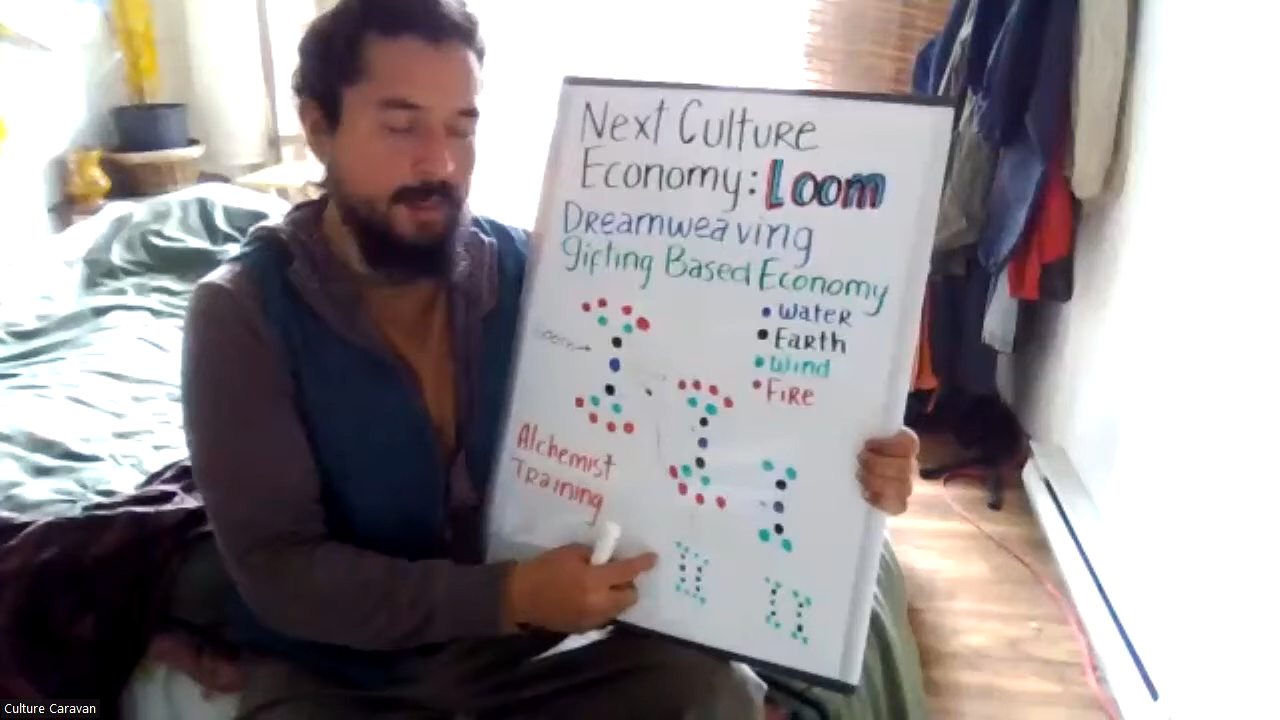 Next Culture
Economy: Loom
Dreamweaving
Gifting Based Economy
Water
Earth
Wind
Fire
Alchemist
Training
Culture Caravan